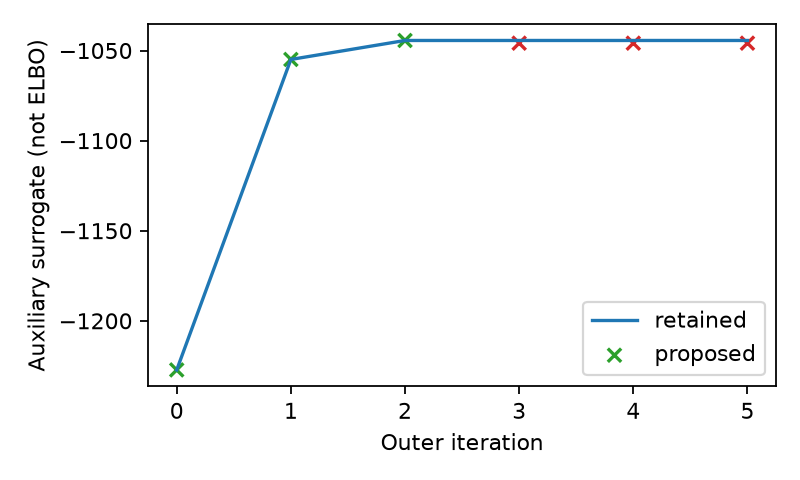 Auxiliary surrogate (not ELBO)
−1050
−1100
−1150
−1200
0 1 2 3 4 5
Outer iteration
retained
proposed